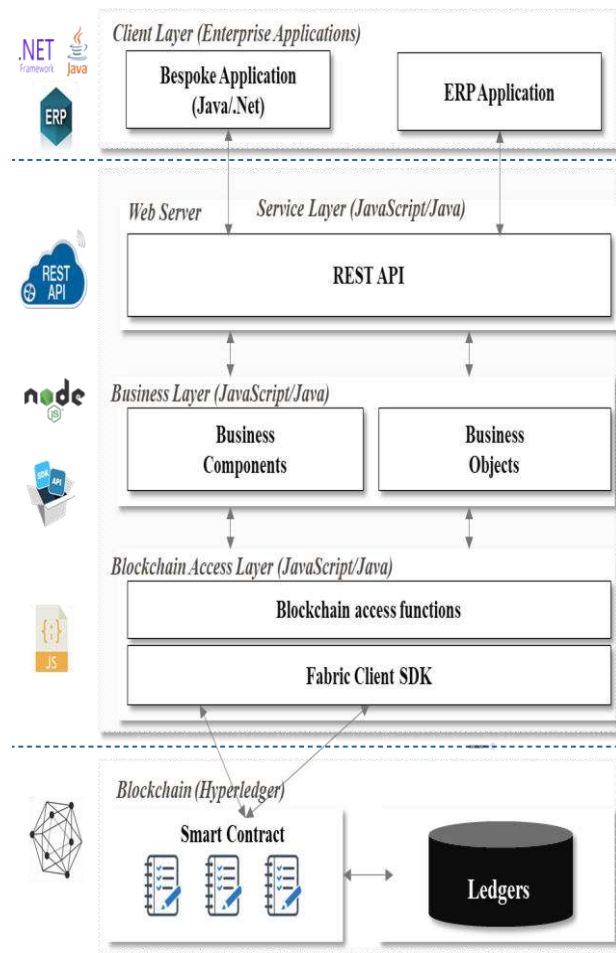 Client Layer (Enterprise Applications)
.NET
Framework
Java
ERP
Bespoke Application
(Java/.Net)
ERP Application
Web Server
Service Layer (JavaScript/Java)
REST
API
REST API
node
JS
Business Layer (JavaScript/Java)
Business
Components
Business
Objects
SDK
API
Blockchain Access Layer (JavaScript/Java)
Blockchain access functions
{;}
JS
Fabric Client SDK
Blockchain (Hyperledger)
Smart Contract
Ledgers